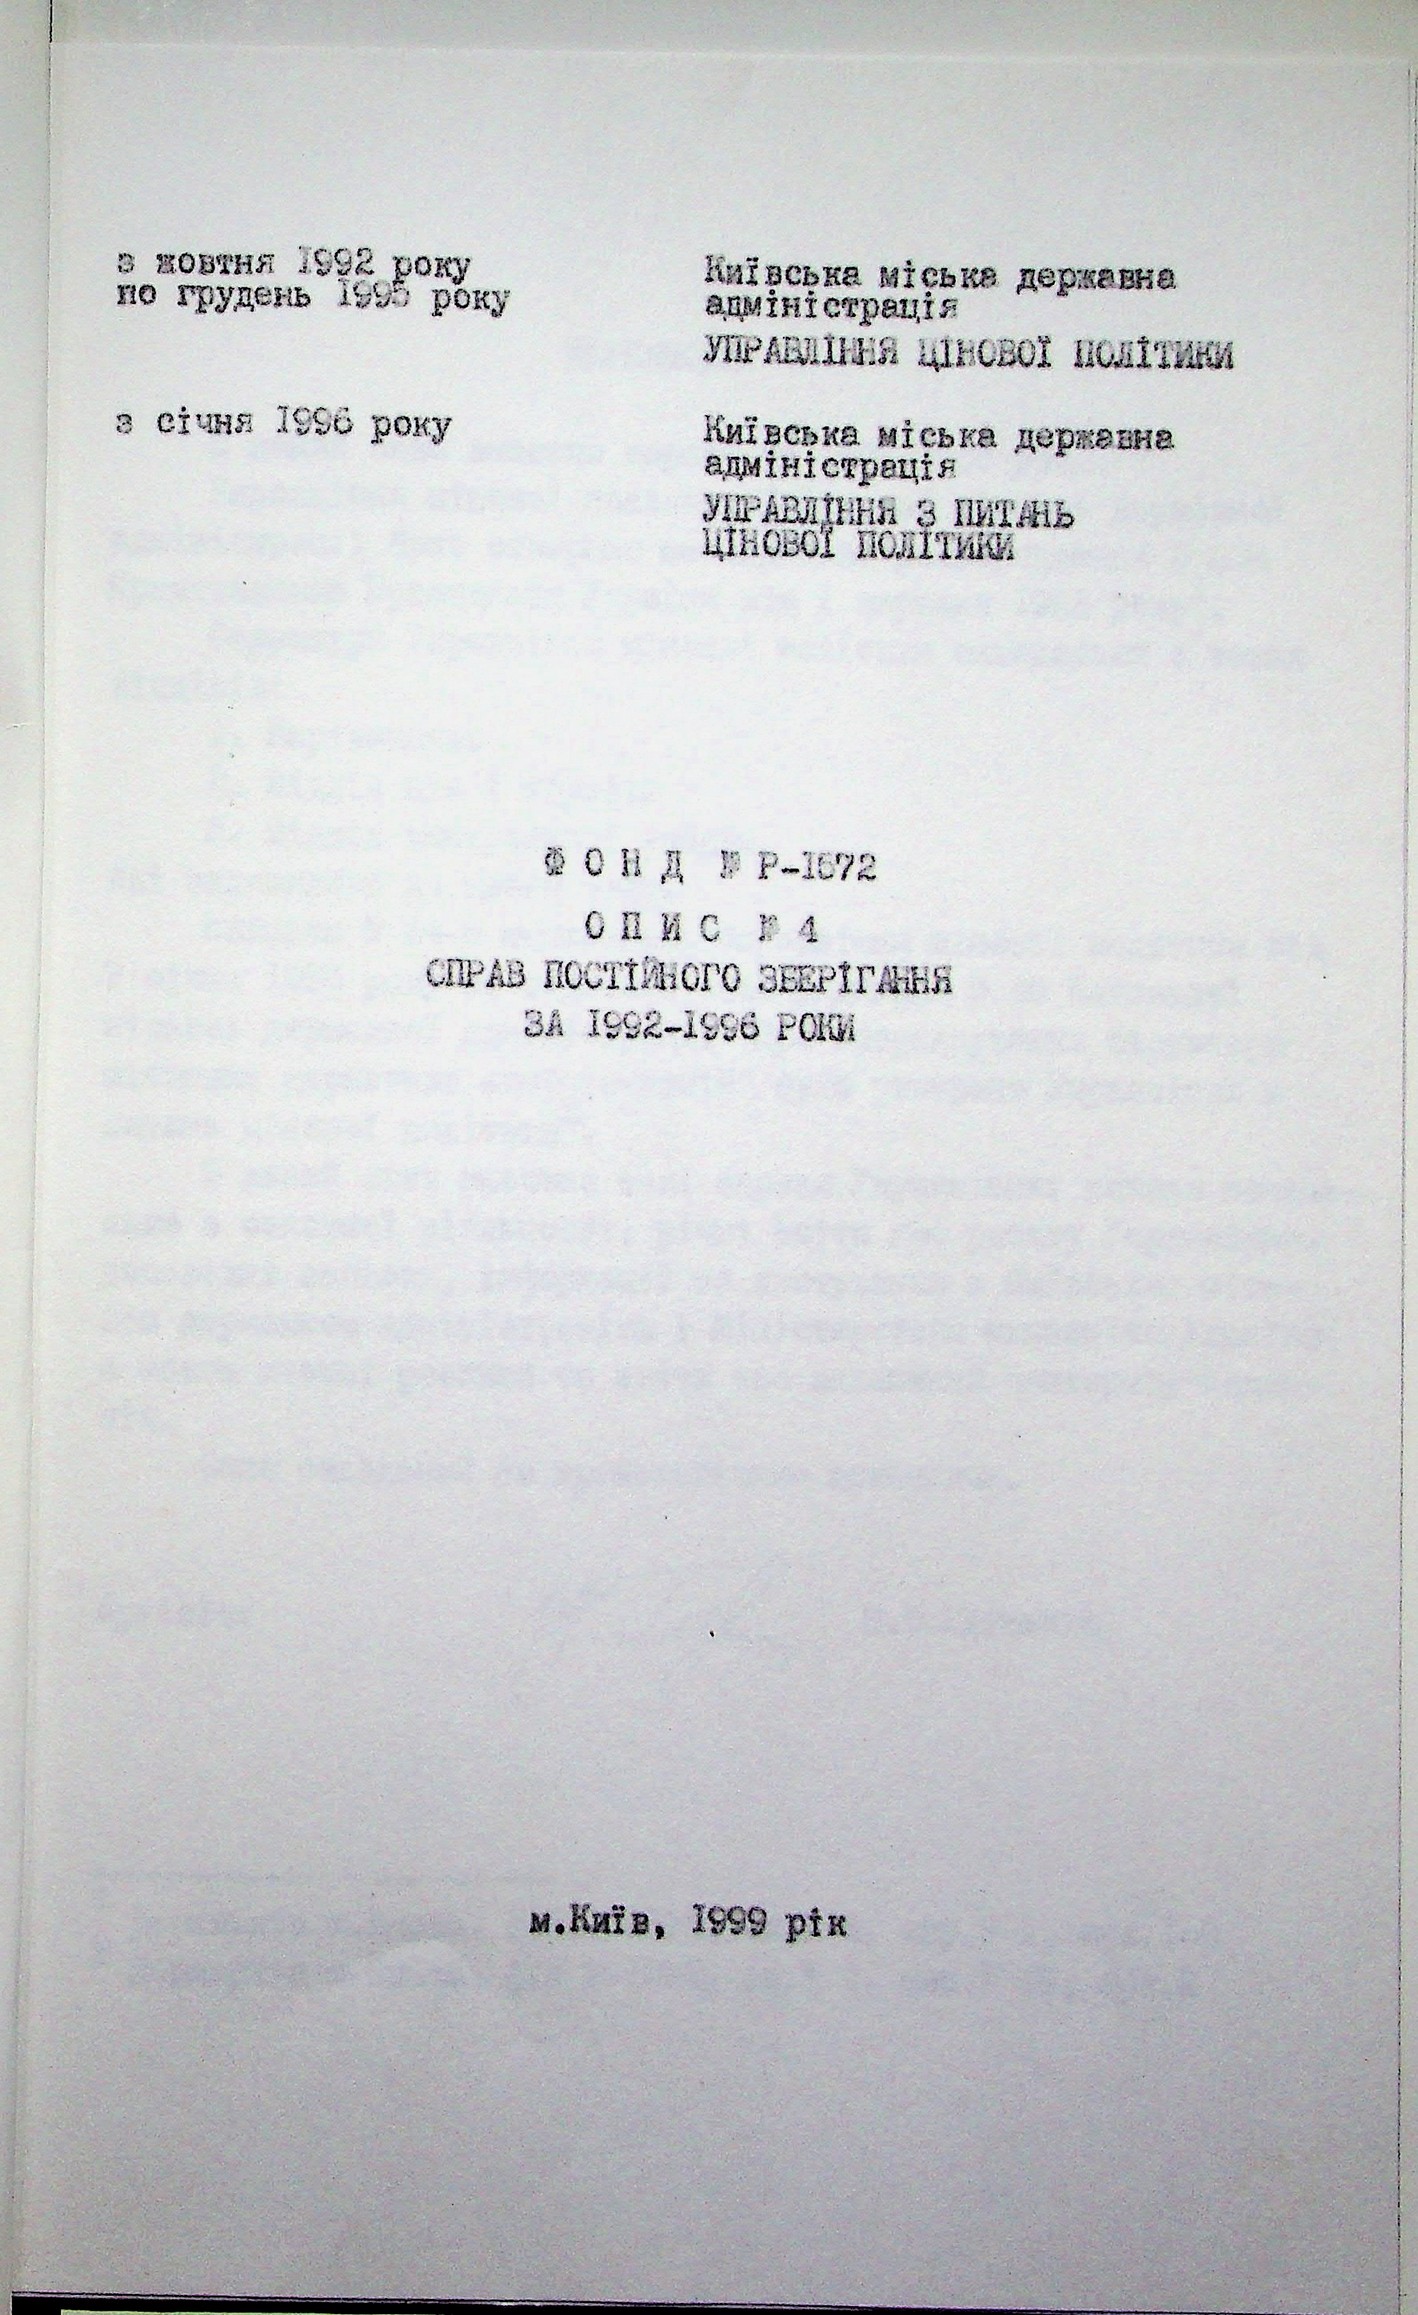 з жовтня 1992 року
по грудень 1995 року
Київська міська державна
адміністрація
УПРАВЛІННЯ ЦІНОВОЇ ПОЛІТИКИ
з січня 1996 року
Київська міська державна
адміністрація
УПРАВЛІННЯ З ПИТАНЬ
ЦІНОВОЇ ПОЛІТИКИ
Ф О Н Д № Р-1672
О П И С № 4
СПРАВ ПОСТІЙНОГО ЗБЕРІГАННЯ
ЗА 1992-1996 РОКИ
м.Київ, 1999 рік